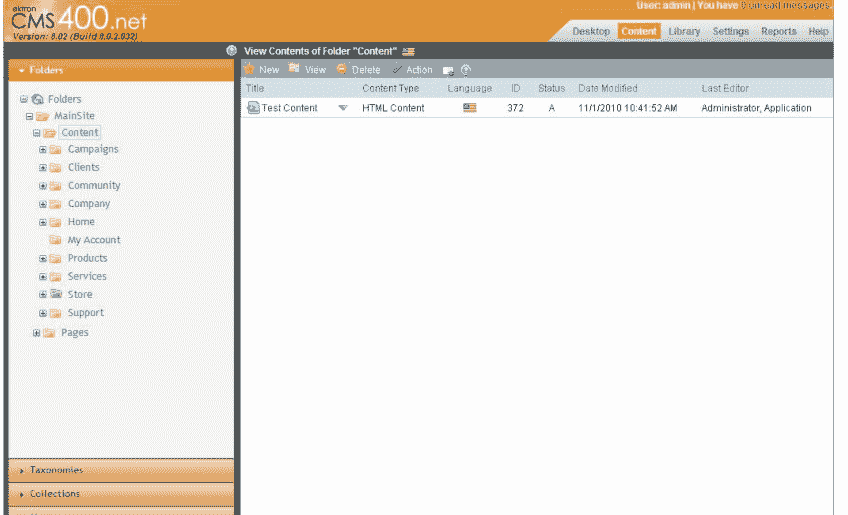 ektron
CMS400.net
Version: 8.02 (Build 8.0.2.032)
User: admin | You have 0 unread messages.
Desktop Content Library Settings Reports Help
View Contents of Folder "Content"
Folders
New View Delete Action
Title Content Type Language ID Status Date Modified Last Editor
Test Content HTML Content 372 A 11/1/2010 10:41:52 AM Administrator, Application
Folders
MainSite
Content
Campaigns
Clients
Community
Company
Home
My Account
Products
Services
Store
Support
Pages
Taxonomies
Collections